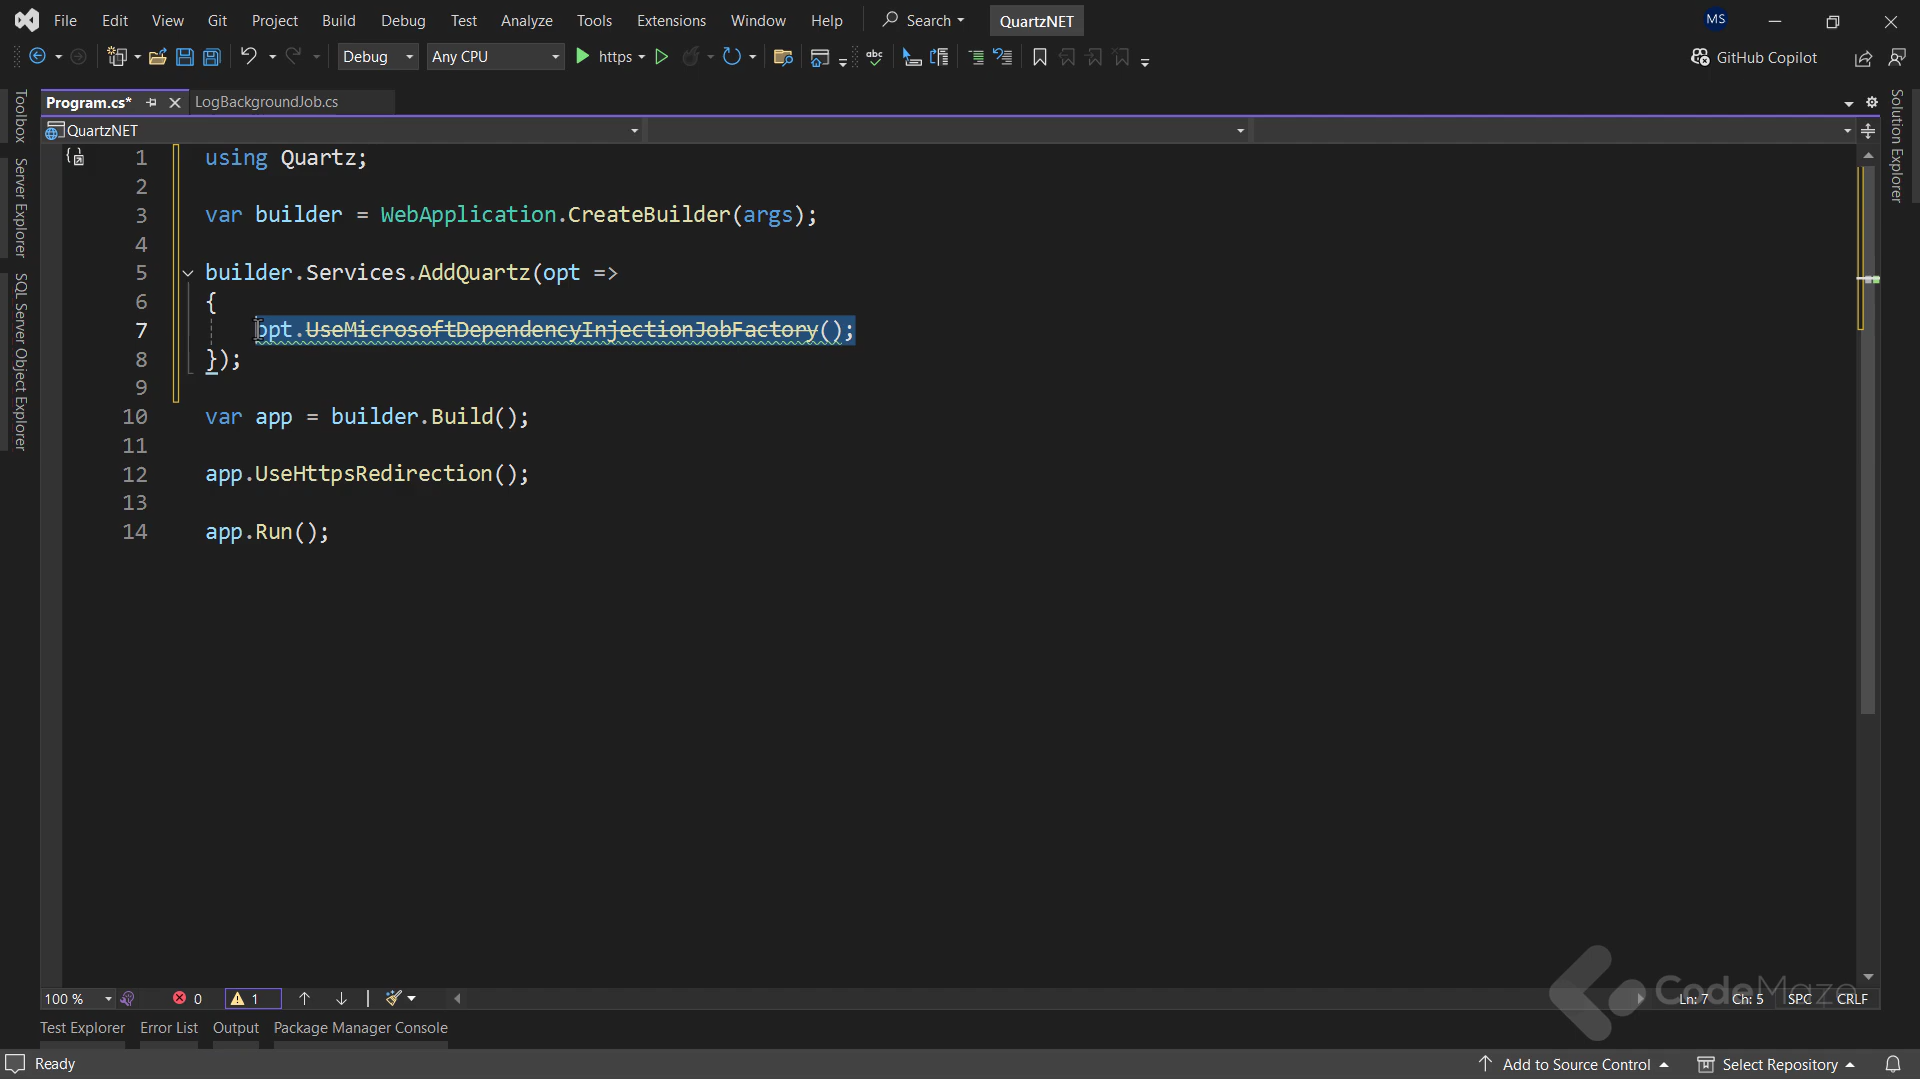 File Edit View Git Project Build Debug Test Analyze Tools Extensions Window Help Search QuartzNET MS
Debug Any CPU https abc GitHub Copilot
Program.cs* LogBackgroundJob.cs
QuartzNET
Toolbox
Server Explorer
SQL Server Object Explorer
Solution Explorer
1 using Quartz;
2
3 var builder = WebApplication.CreateBuilder(args);
4
5 builder.Services.AddQuartz(opt =>
6 {
7 opt.UseMicrosoftDependencyInjectionJobFactory();
8 });
9
10 var app = builder.Build();
11
12 app.UseHttpsRedirection();
13
14 app.Run();
CodeMaze
100 % 0 1 Ln: 7 Ch: 5 SPC CRLF
Test Explorer Error List Output Package Manager Console
Ready Add to Source Control Select Repository